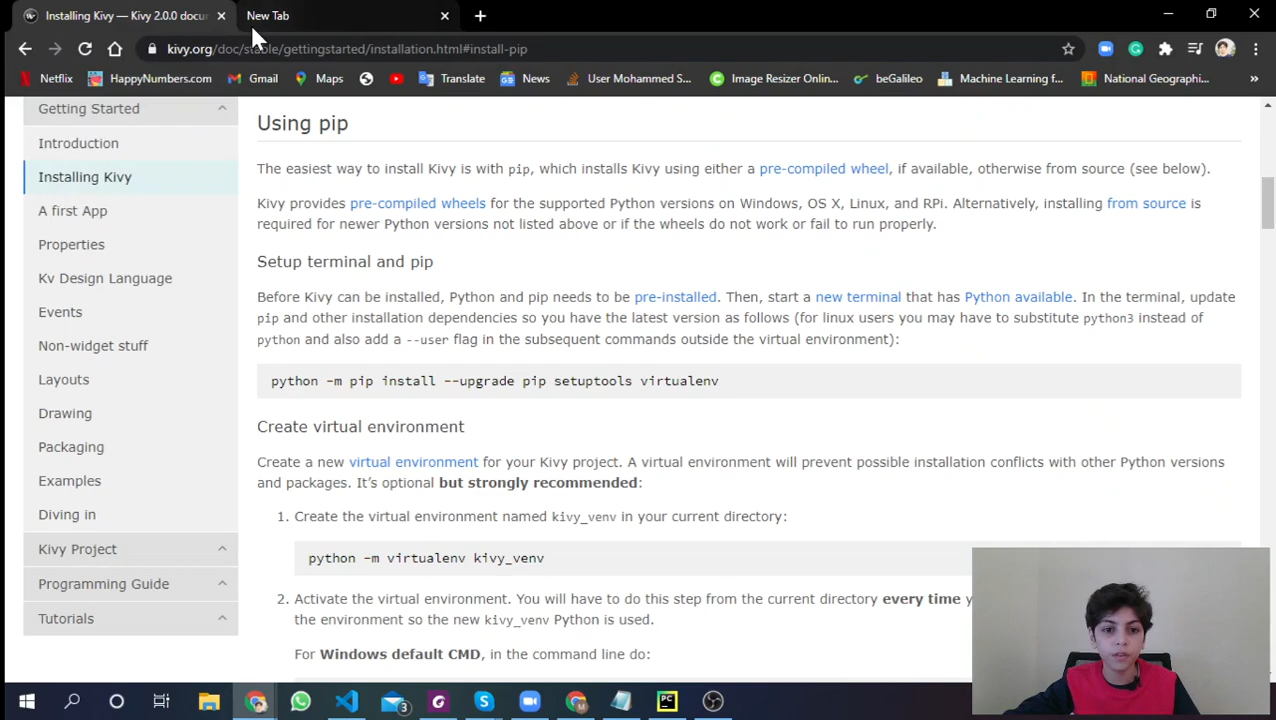 Installing Kivy — Kivy 2.0.0 docu
New Tab
kivy.org/doc/stable/gettingstarted/installation.html#install-pip
Netflix
HappyNumbers.com
Gmail
Maps
Translate
News
User Mohammed S...
Image Resizer Onlin...
beGalileo
Machine Learning f...
National Geographi...
Getting Started
Introduction
Installing Kivy
A first App
Properties
Kv Design Language
Events
Non-widget stuff
Layouts
Drawing
Packaging
Examples
Diving in
Kivy Project
Programming Guide
Tutorials
Using pip
The easiest way to install Kivy is with pip, which installs Kivy using either a pre-compiled wheel, if available, otherwise from source (see below).
Kivy provides pre-compiled wheels for the supported Python versions on Windows, OS X, Linux, and RPi. Alternatively, installing from source is
required for newer Python versions not listed above or if the wheels do not work or fail to run properly.
Setup terminal and pip
Before Kivy can be installed, Python and pip needs to be pre-installed. Then, start a new terminal that has Python available. In the terminal, update
pip and other installation dependencies so you have the latest version as follows (for linux users you may have to substitute python3 instead of
python and also add a --user flag in the subsequent commands outside the virtual environment):
python -m pip install --upgrade pip setuptools virtualenv
Create virtual environment
Create a new virtual environment for your Kivy project. A virtual environment will prevent possible installation conflicts with other Python versions
and packages. It's optional but strongly recommended:
1. Create the virtual environment named kivy_venv in your current directory:
python -m virtualenv kivy_venv
2. Activate the virtual environment. You will have to do this step from the current directory every time y
the environment so the new kivy_venv Python is used.
For Windows default CMD, in the command line do:
3
PC